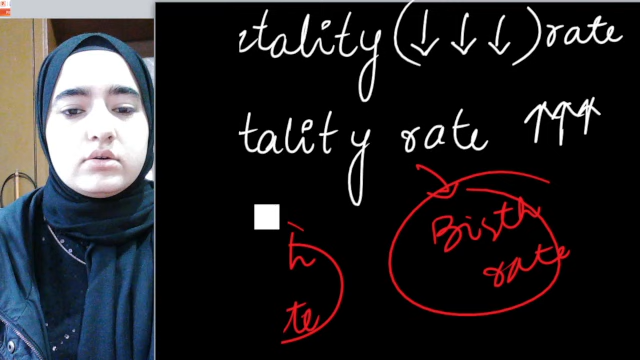 tality (↓ ↓ ↓) rate
tality rate ↑↑↑
h
te
Birth
rate